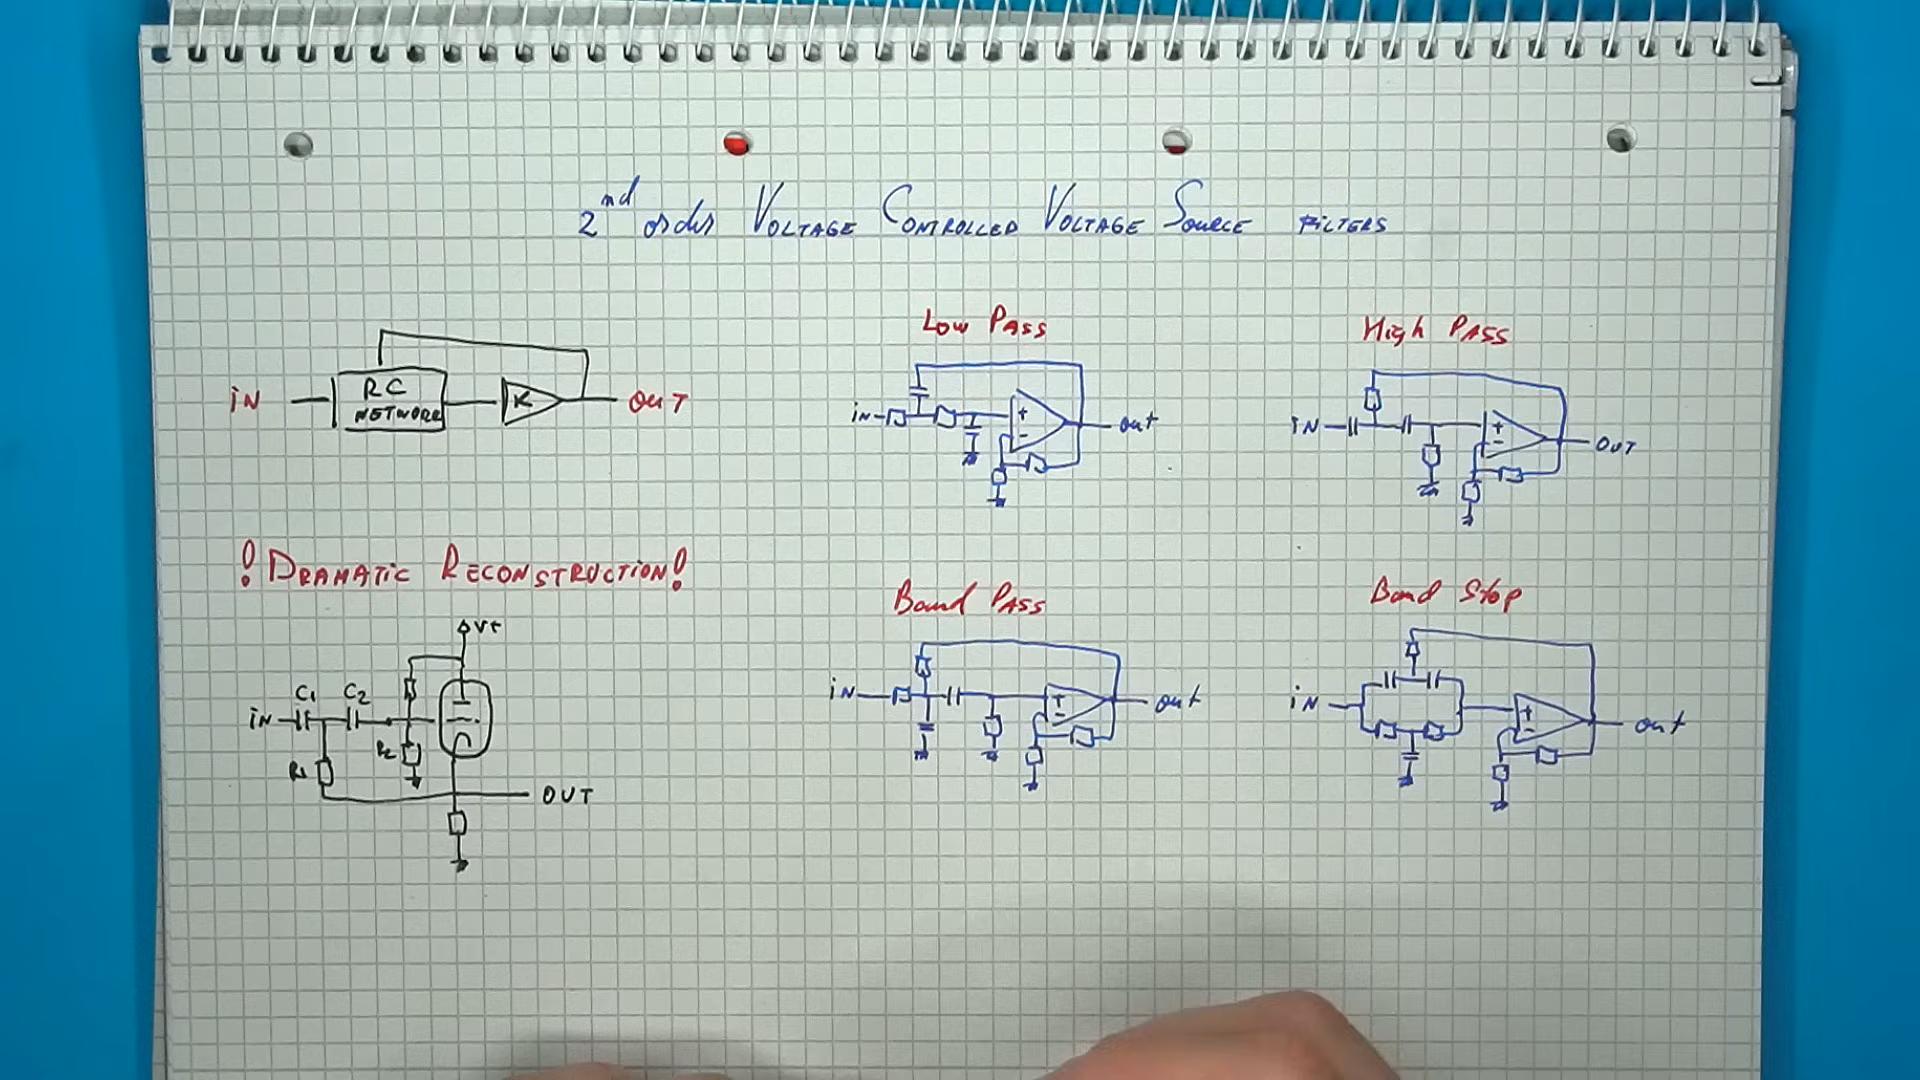 2nd order VOLTAGE CONTROLLED VOLTAGE SOURCE FILTERS
LOW PASS
HIGH PASS
iN
RC
NETWORK
K
OUT
iN
+
-
out
iN
+
-
OUT
! DRAMATIC RECONSTRUCTION!
Band PASS
Band Stop
V+
C1
C2
iN
R1
R2
OUT
iN
+
-
out
iN
+
-
out